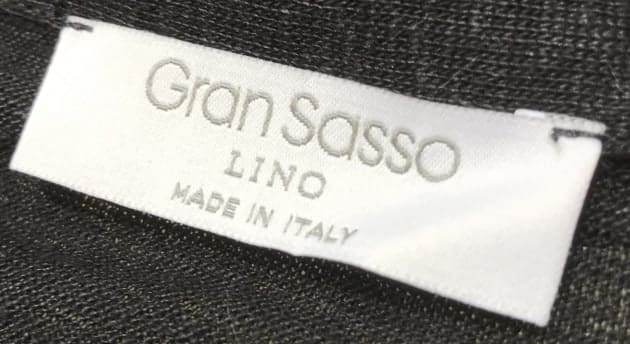 Gran Sasso
LINO
MADE IN ITALY